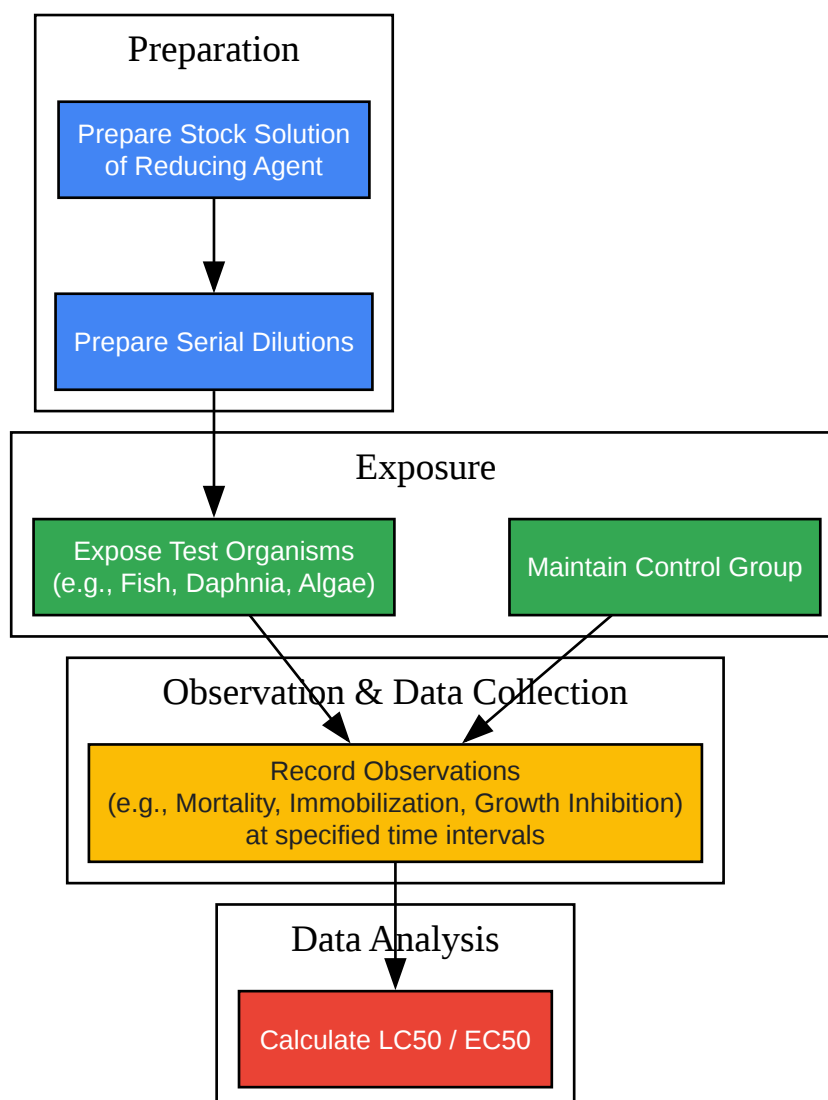 Preparation
Prepare Stock Solution
of Reducing Agent
Prepare Serial Dilutions
Exposure
Expose Test Organisms
(e.g., Fish, Daphnia, Algae)
Maintain Control Group
Observation & Data Collection
Record Observations
(e.g., Mortality, Immobilization, Growth Inhibition)
at specified time intervals
Data Analysis
Calculate LC50 / EC50